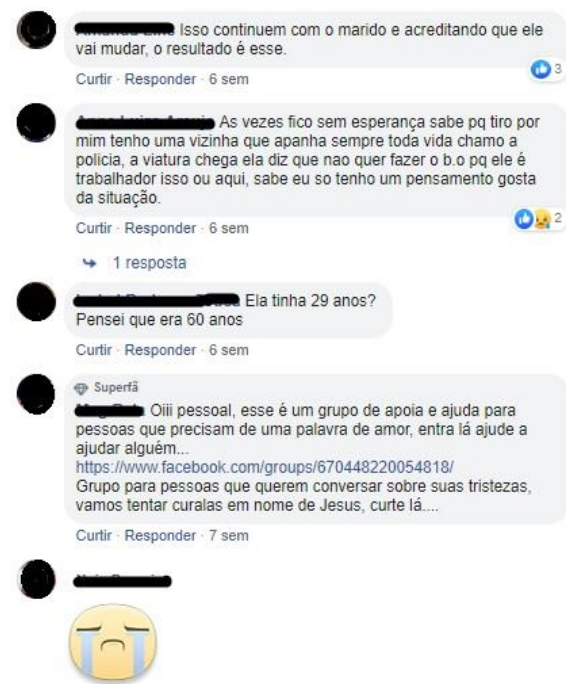 Isso continuem com o marido e acreditando que ele
vai mudar, o resultado é esse.
Curtir · Responder · 6 sem
3
As vezes fico sem esperança sabe pq tiro por
mim tenho uma vizinha que apanha sempre toda vida chamo a
policia, a viatura chega ela diz que nao quer fazer o b.o pq ele é
trabalhador isso ou aqui, sabe eu so tenho um pensamento gosta
da situação.
2
Curtir · Responder · 6 sem
1 resposta
Ela tinha 29 anos?
Pensei que era 60 anos
Curtir · Responder · 6 sem
Superfã
Oiii pessoal, esse é um grupo de apoia e ajuda para
pessoas que precisam de uma palavra de amor, entra lá ajude a
ajudar alguém...
https://www.facebook.com/groups/670448220054818/
Grupo para pessoas que querem conversar sobre suas tristezas,
vamos tentar curalas em nome de Jesus, curte lá....
Curtir · Responder · 7 sem